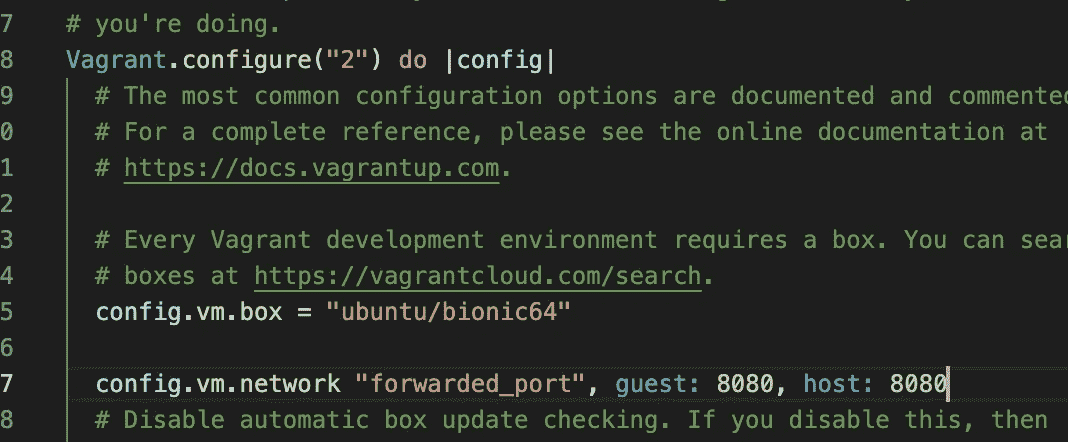 7 # you're doing.
8 Vagrant.configure("2") do |config|
9 # The most common configuration options are documented and commented
0 # For a complete reference, please see the online documentation at
1 # https://docs.vagrantup.com.
2
3 # Every Vagrant development environment requires a box. You can sear
4 # boxes at https://vagrantcloud.com/search.
5 config.vm.box = "ubuntu/bionic64"
6
7 config.vm.network "forwarded_port", guest: 8080, host: 8080
8 # Disable automatic box update checking. If you disable this, then